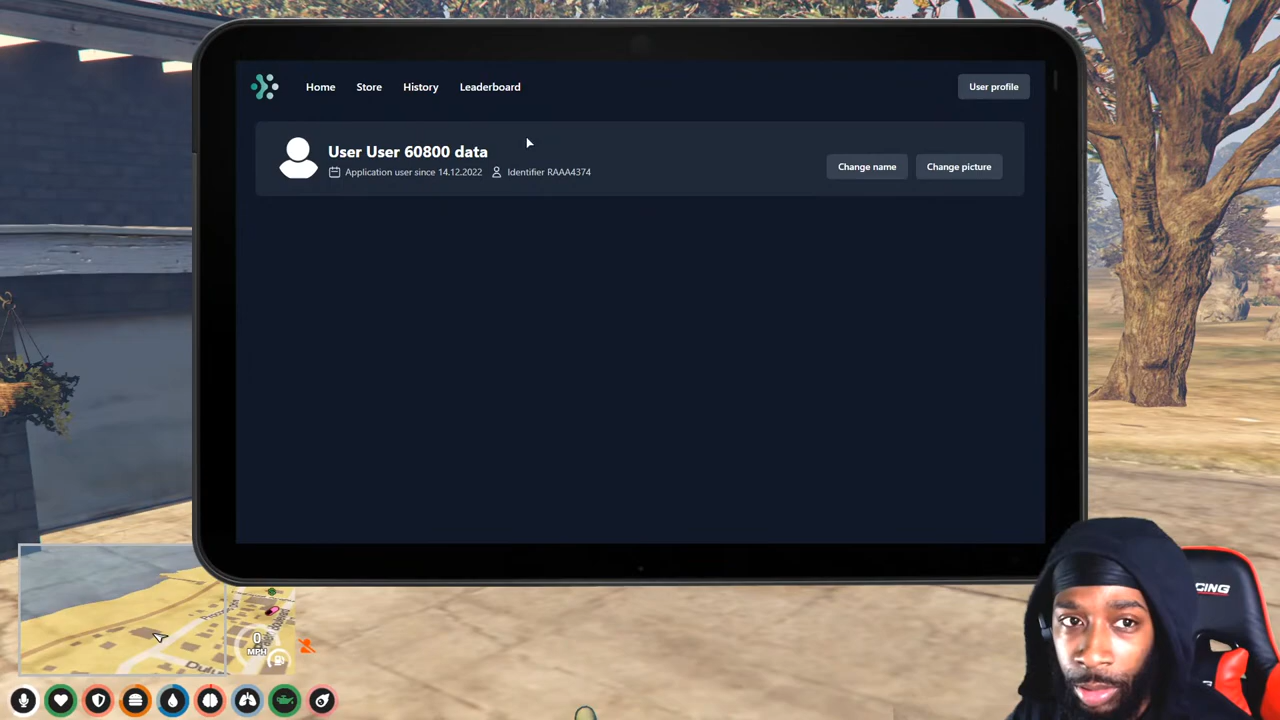 Home Store History Leaderboard User profile
User User 60800 data
Application user since 14.12.2022 Identifier RAAA4374
Change name Change picture
CING
0
MPH